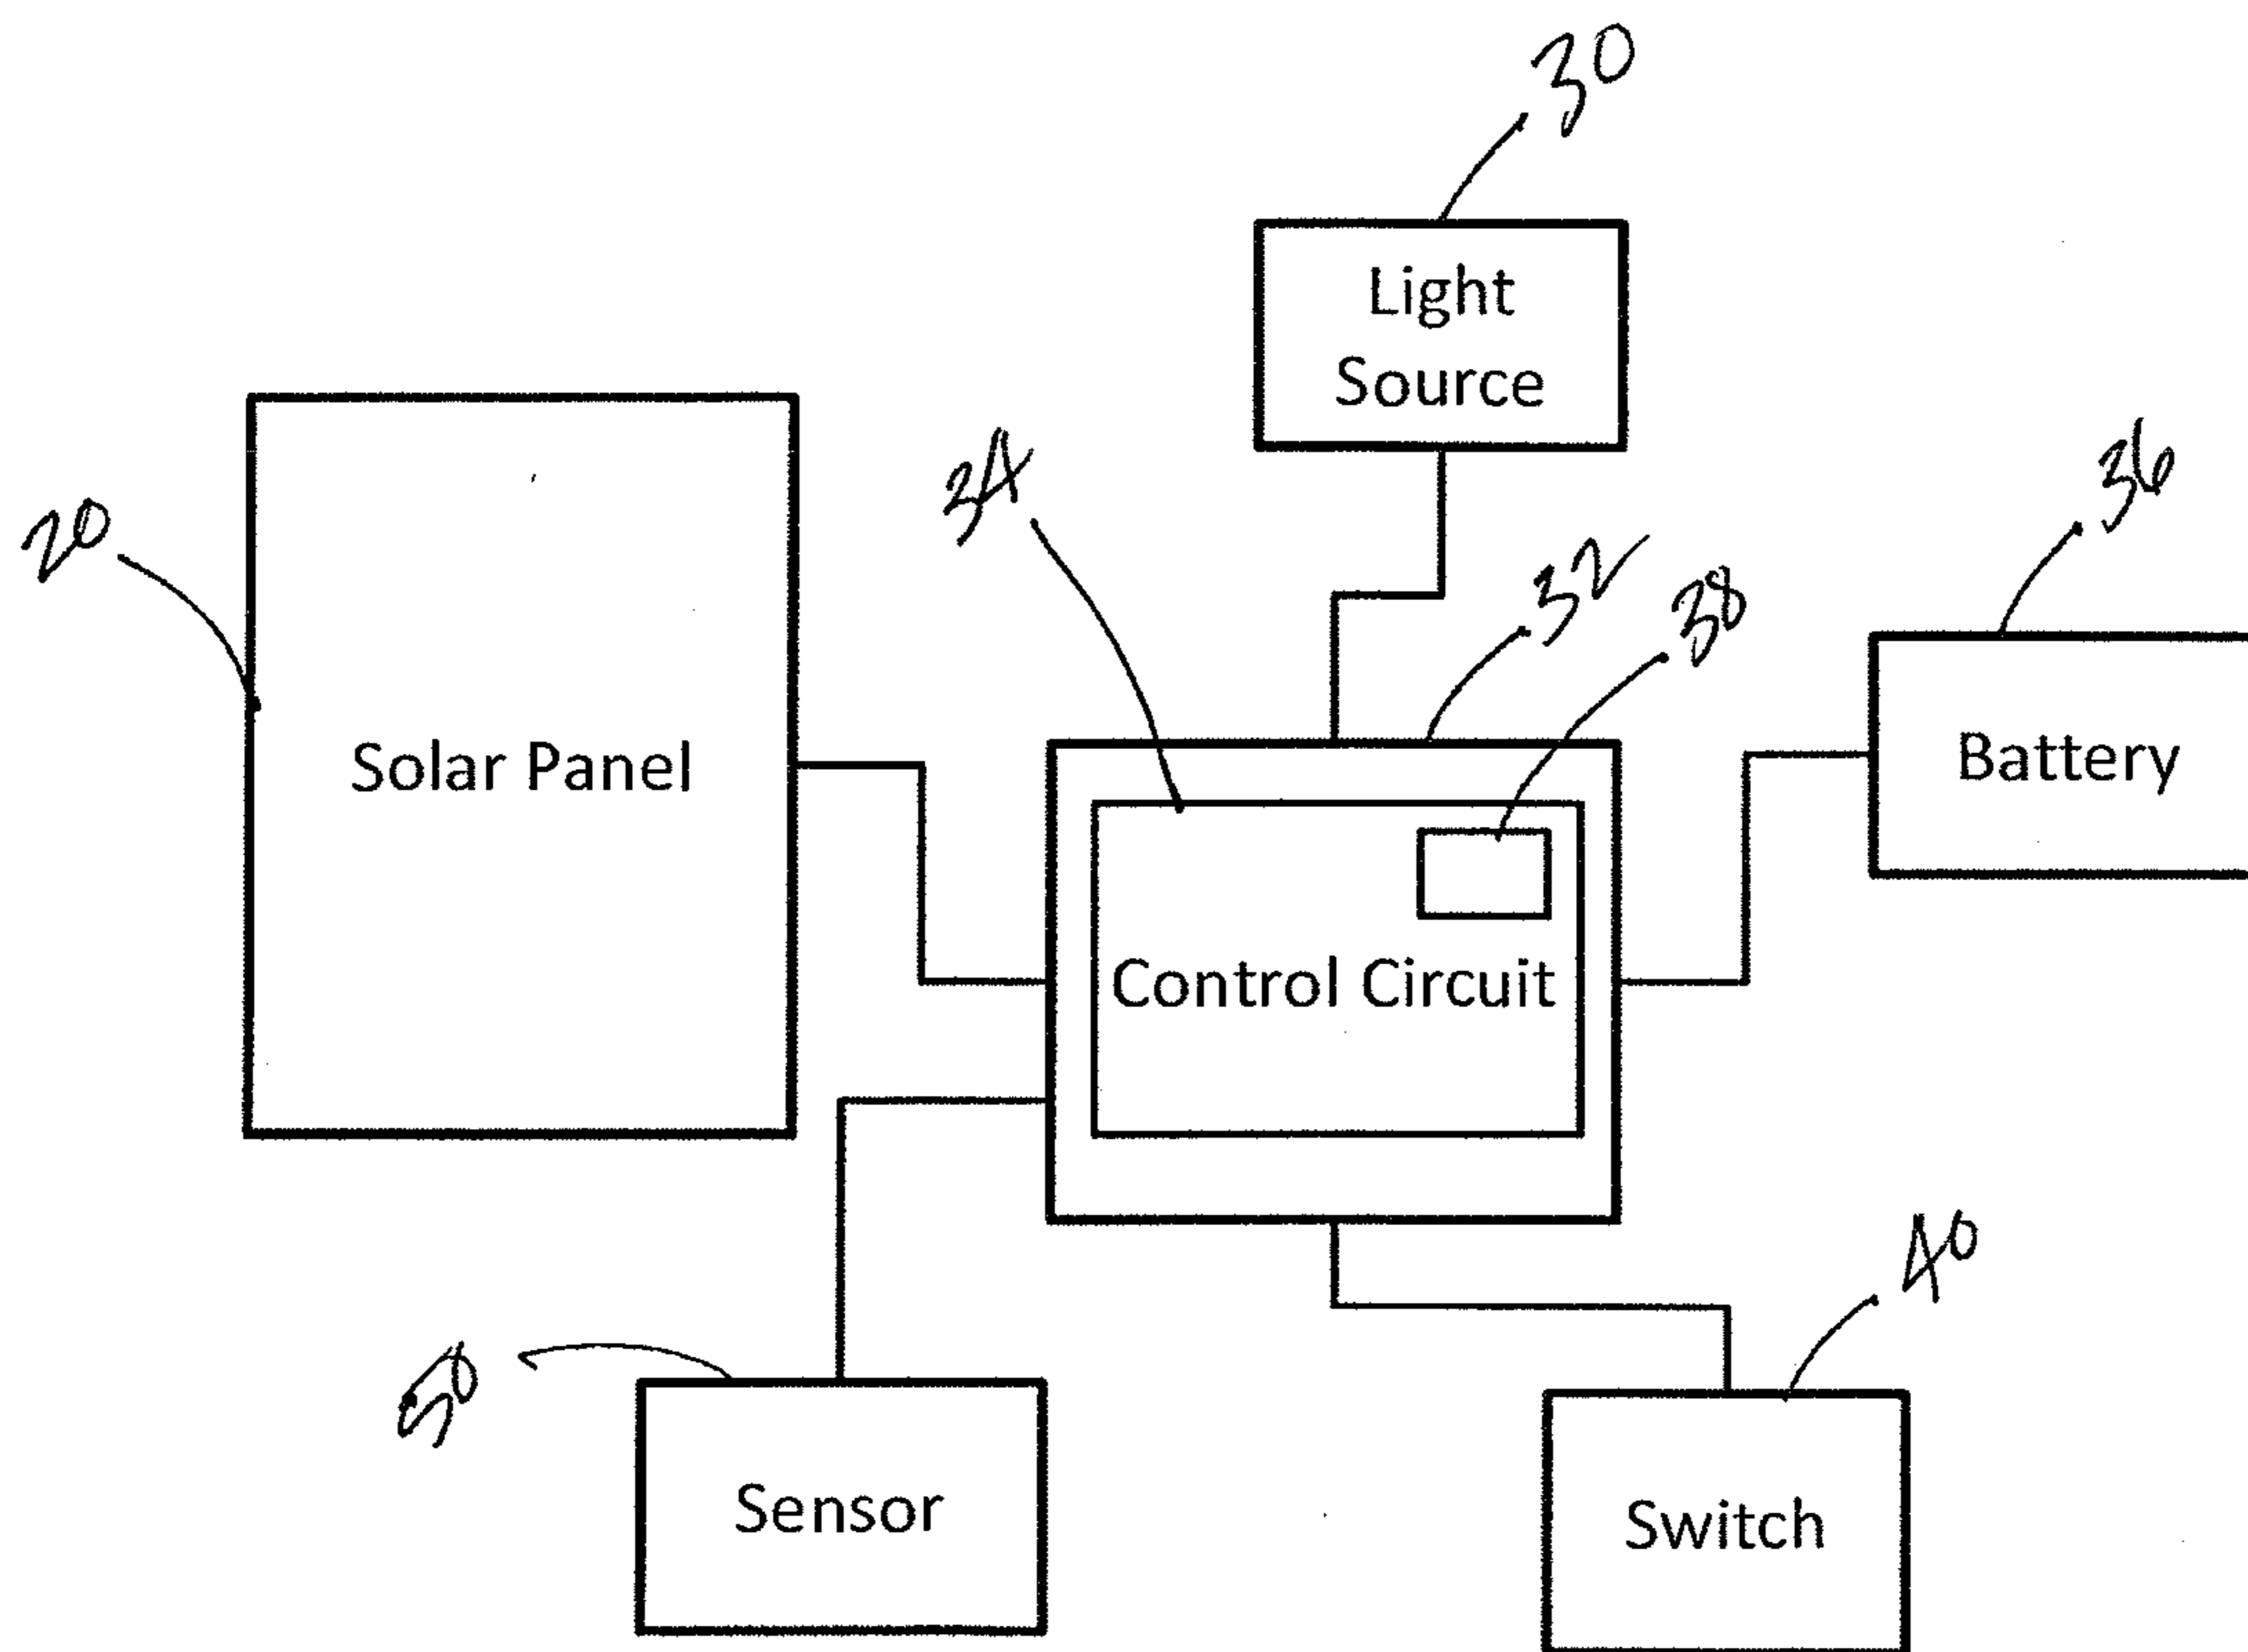 30
Light
Source
34
36
20
32
38
Solar Panel
Battery
Control Circuit
40
50
Sensor
Switch